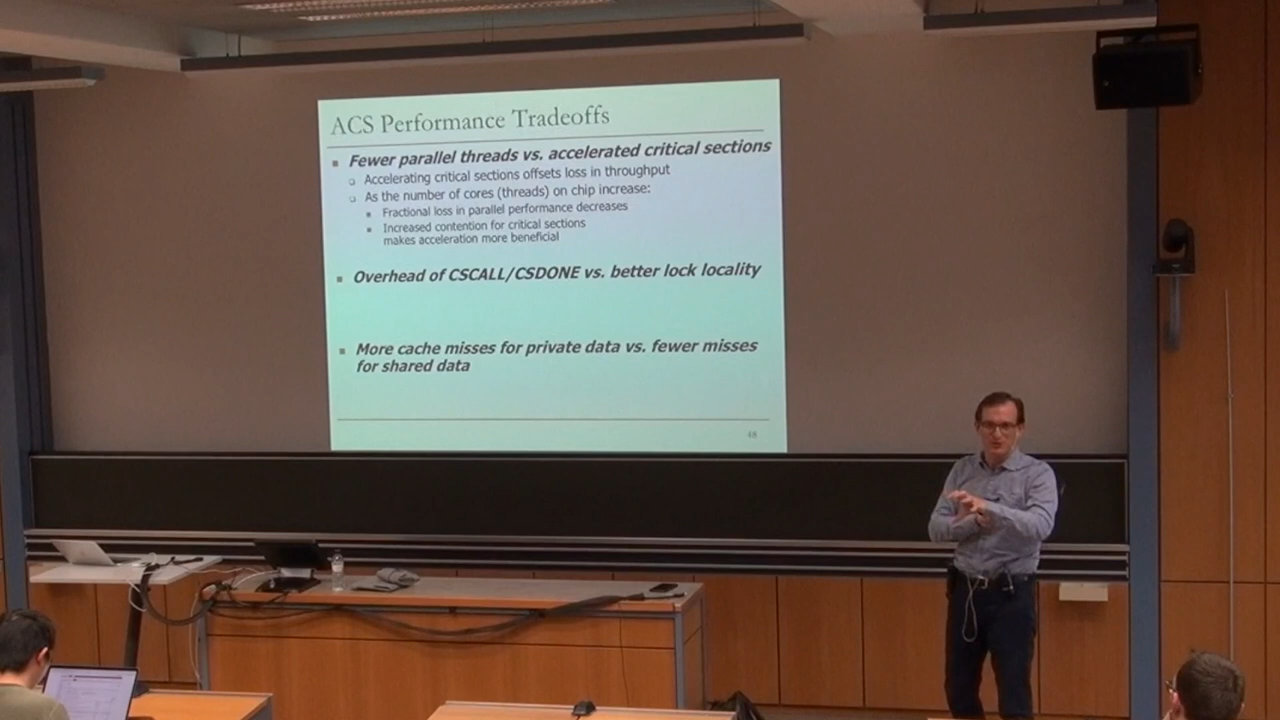 ACS Performance Tradeoffs
Fewer parallel threads vs. accelerated critical sections
Accelerating critical sections offsets loss in throughput
As the number of cores (threads) on chip increase:
Fractional loss in parallel performance decreases
Increased contention for critical sections
makes acceleration more beneficial
Overhead of CSCALL/CSDONE vs. better lock locality
More cache misses for private data vs. fewer misses
for shared data
48